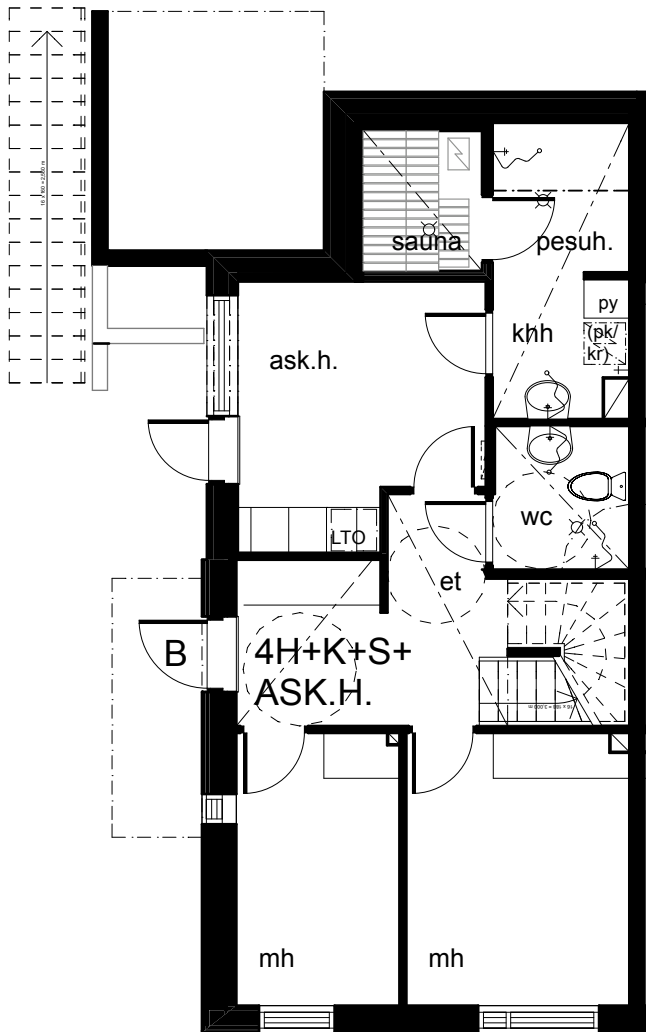 sauna
pesuh.
py
(pk/
kr)
khh
ask.h.
wc
LTO
et
B
4H+K+S+
ASK.H.
mh
mh